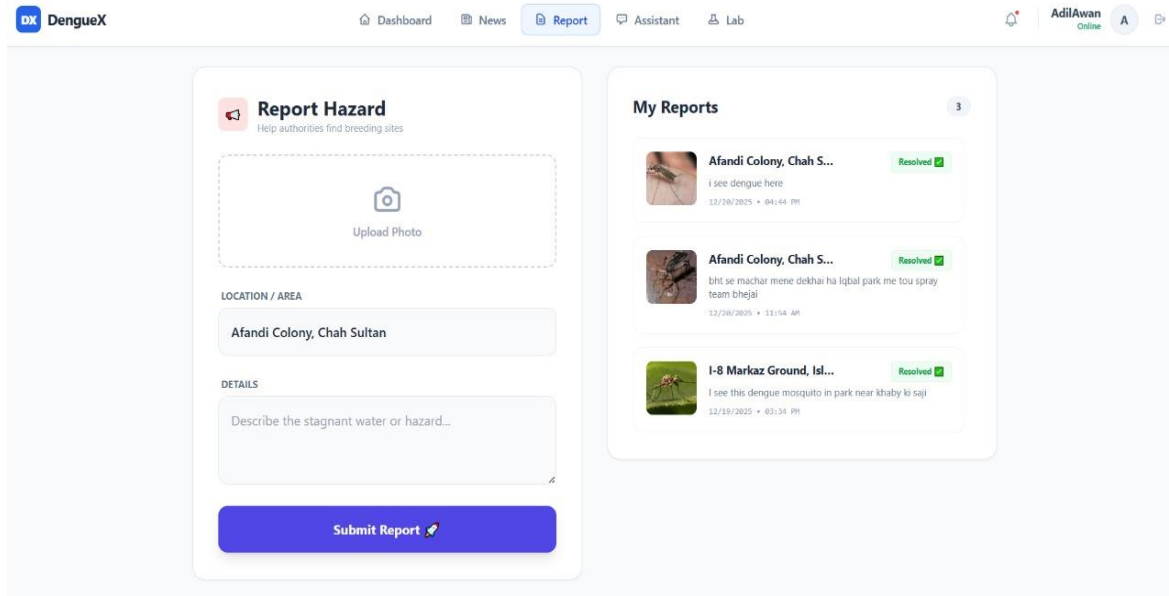 DX DengueX
Dashboard News Report Assistant Lab
AdilAwan
Online
A
Report Hazard
Help authorities find breeding sites
Upload Photo
LOCATION / AREA
Afandi Colony, Chah Sultan
DETAILS
Describe the stagnant water or hazard...
Submit Report 🚀
My Reports
3
Afandi Colony, Chah S...
Resolved ✅
i see dengue here
12/20/2025 • 04:44 PM
Afandi Colony, Chah S...
Resolved ✅
bht se machar mene dekhai ha Iqbal park me tou spray
team bhejai
12/20/2025 • 11:54 AM
I-8 Markaz Ground, Isl...
Resolved ✅
I see this dengue mosquito in park near khaby ki saji
12/19/2025 • 03:34 PM